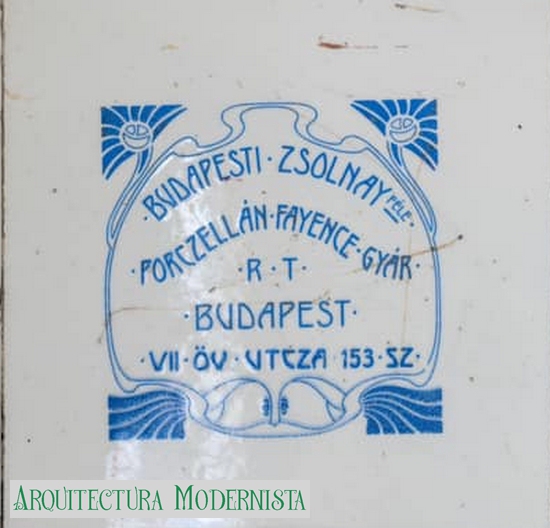 ·BUDAPESTI·ZSOLNAY FÉLE·
·PORCZELLÁN·FAYENCE·GYÁR·
·R·T·
·BUDAPEST·
·VII·ÖV·UTCZA 153·SZ·
ARQUITECTURA MODERNISTA